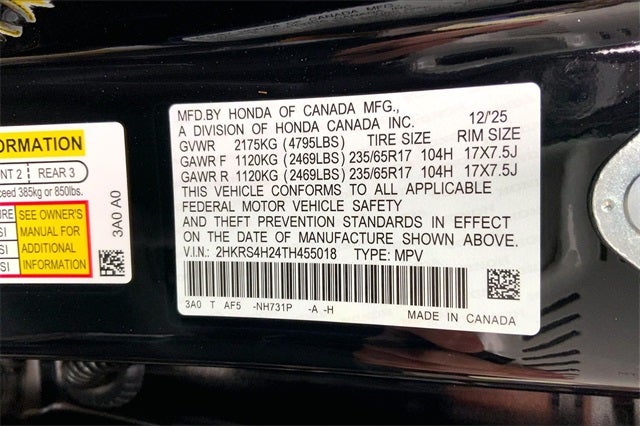 ORMATION
NT 2 REAR 3
ceed 385kg or 850lbs.
SEE OWNER'S
MANUAL FOR
ADDITIONAL
INFORMATION
3A0 A0
MFD.BY HONDA OF CANADA MFG.,
A DIVISION OF HONDA CANADA INC. 12/'25
GVWR 2175KG (4795LBS) TIRE SIZE RIM SIZE
GAWR F 1120KG (2469LBS) 235/65R17 104H 17X7.5J
GAWR R 1120KG (2469LBS) 235/65R17 104H 17X7.5J
THIS VEHICLE CONFORMS TO ALL APPLICABLE
FEDERAL MOTOR VEHICLE SAFETY
AND THEFT PREVENTION STANDARDS IN EFFECT
ON THE DATE OF MANUFACTURE SHOWN ABOVE.
V.I.N.: 2HKRS4H24TH455018 TYPE: MPV
3A0 T AF5 -NH731P -A -H
MADE IN CANADA